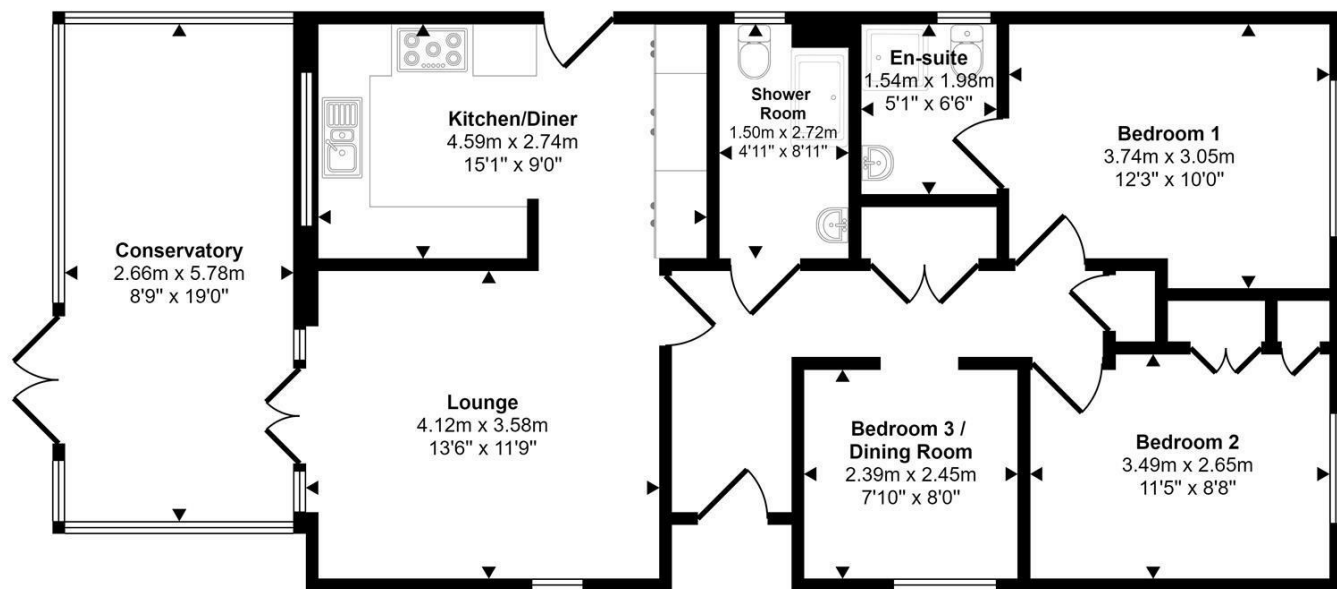 Conservatory
2.66m x 5.78m
8'9" x 19'0"
Kitchen/Diner
4.59m x 2.74m
15'1" x 9'0"
Lounge
4.12m x 3.58m
13'6" x 11'9"
Shower
Room
1.50m x 2.72m
4'11" x 8'11"
En-suite
1.54m x 1.98m
5'1" x 6'6"
Bedroom 1
3.74m x 3.05m
12'3" x 10'0"
Bedroom 3 /
Dining Room
2.39m x 2.45m
7'10" x 8'0"
Bedroom 2
3.49m x 2.65m
11'5" x 8'8"